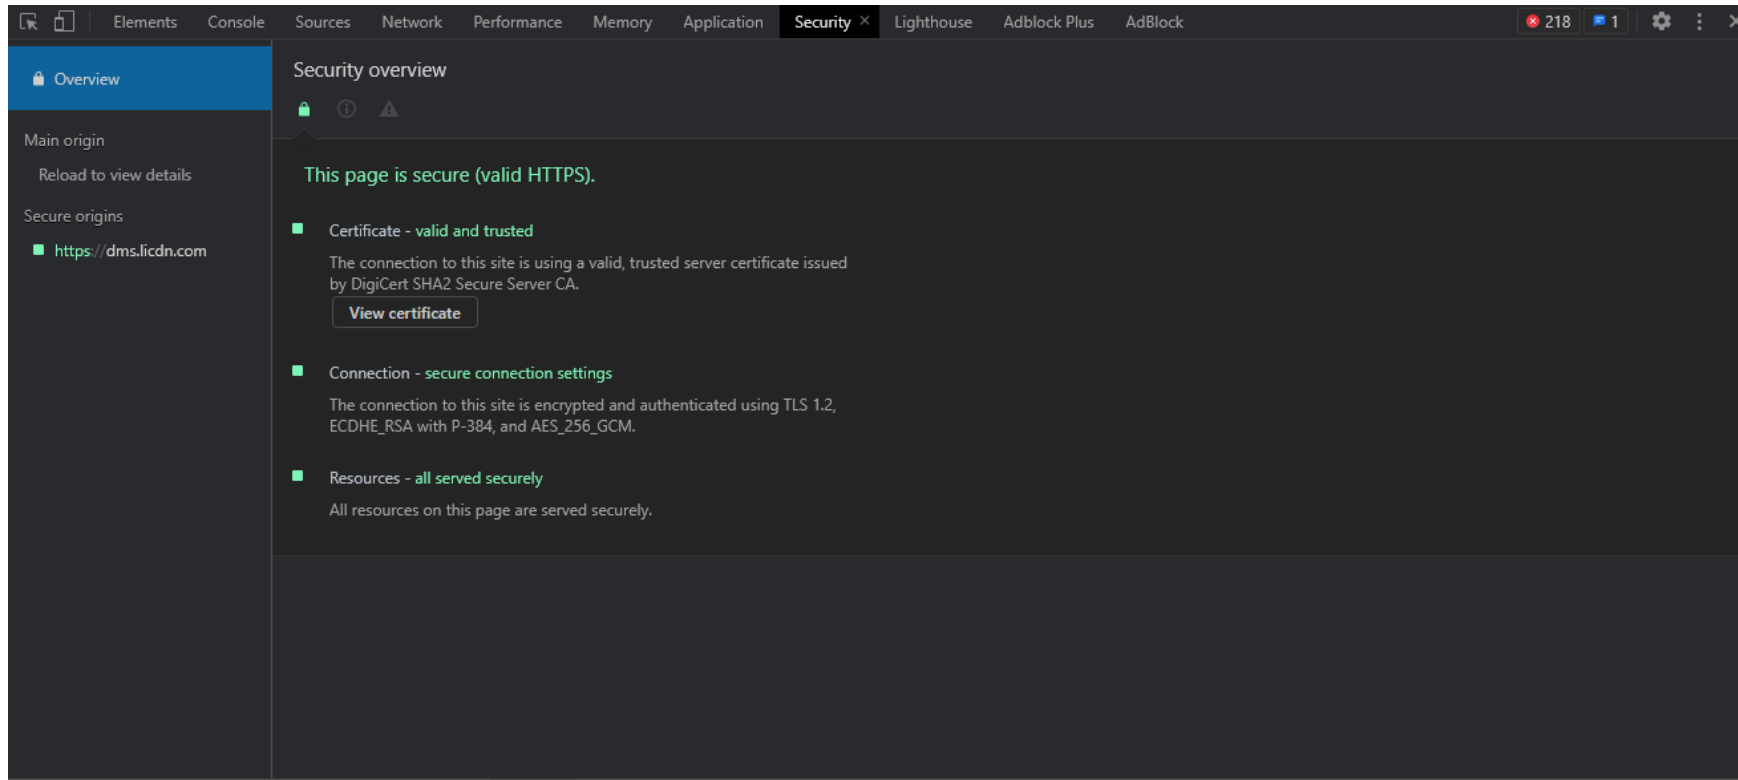 Elements Console Sources Network Performance Memory Application Security × Lighthouse Adblock Plus AdBlock 218 1
Overview
Main origin
Reload to view details
Secure origins
https://dms.licdn.com
Security overview
This page is secure (valid HTTPS).
Certificate - valid and trusted
The connection to this site is using a valid, trusted server certificate issued
by DigiCert SHA2 Secure Server CA.
View certificate
Connection - secure connection settings
The connection to this site is encrypted and authenticated using TLS 1.2,
ECDHE_RSA with P-384, and AES_256_GCM.
Resources - all served securely
All resources on this page are served securely.